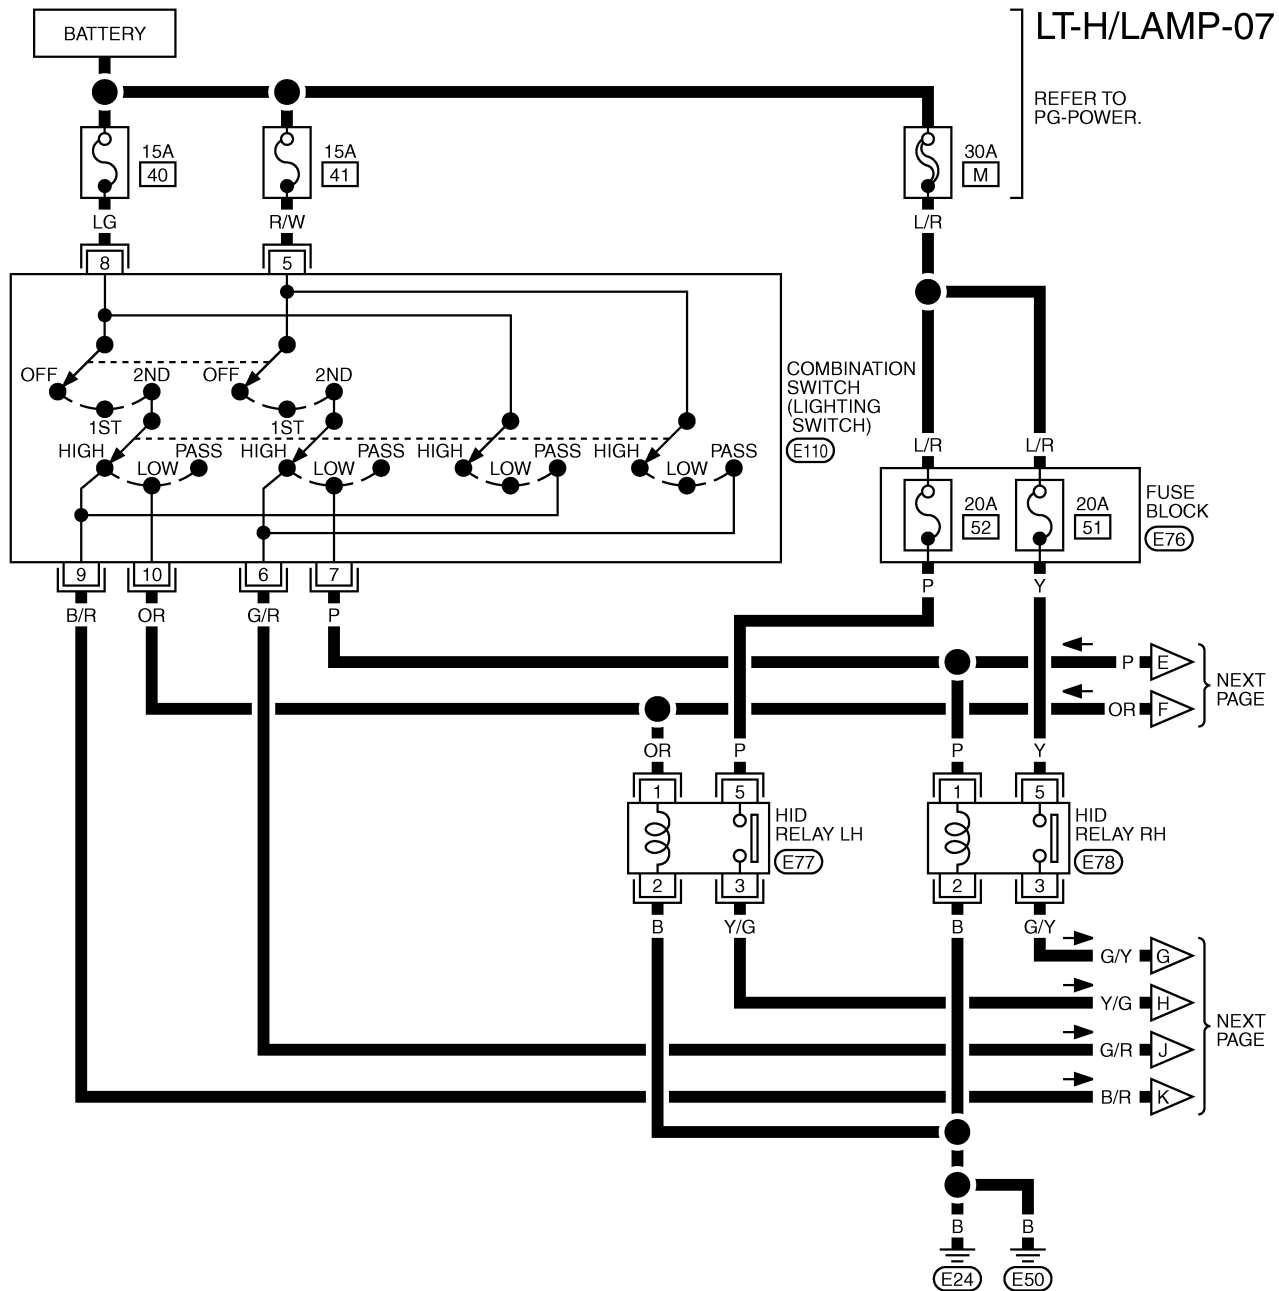 BATTERY
LT-H/LAMP-07
REFER TO
PG-POWER.
15A
40
15A
41
30A
M
LG
R/W
L/R
8
5
OFF
2ND
1ST
OFF
2ND
1ST
HIGH
LOW
PASS
HIGH
LOW
PASS
HIGH
LOW
PASS
HIGH
LOW
PASS
COMBINATION
SWITCH
(LIGHTING
SWITCH)
E110
L/R
L/R
20A
52
20A
51
FUSE
BLOCK
E76
9
10
6
7
P
Y
B/R
OR
G/R
P
P
E
OR
F
NEXT
PAGE
OR
P
P
Y
1
5
1
5
HID
RELAY LH
E77
HID
RELAY RH
E78
2
3
2
3
B
Y/G
B
G/Y
G/Y
G
Y/G
H
G/R
J
B/R
K
NEXT
PAGE
B
B
E24
E50